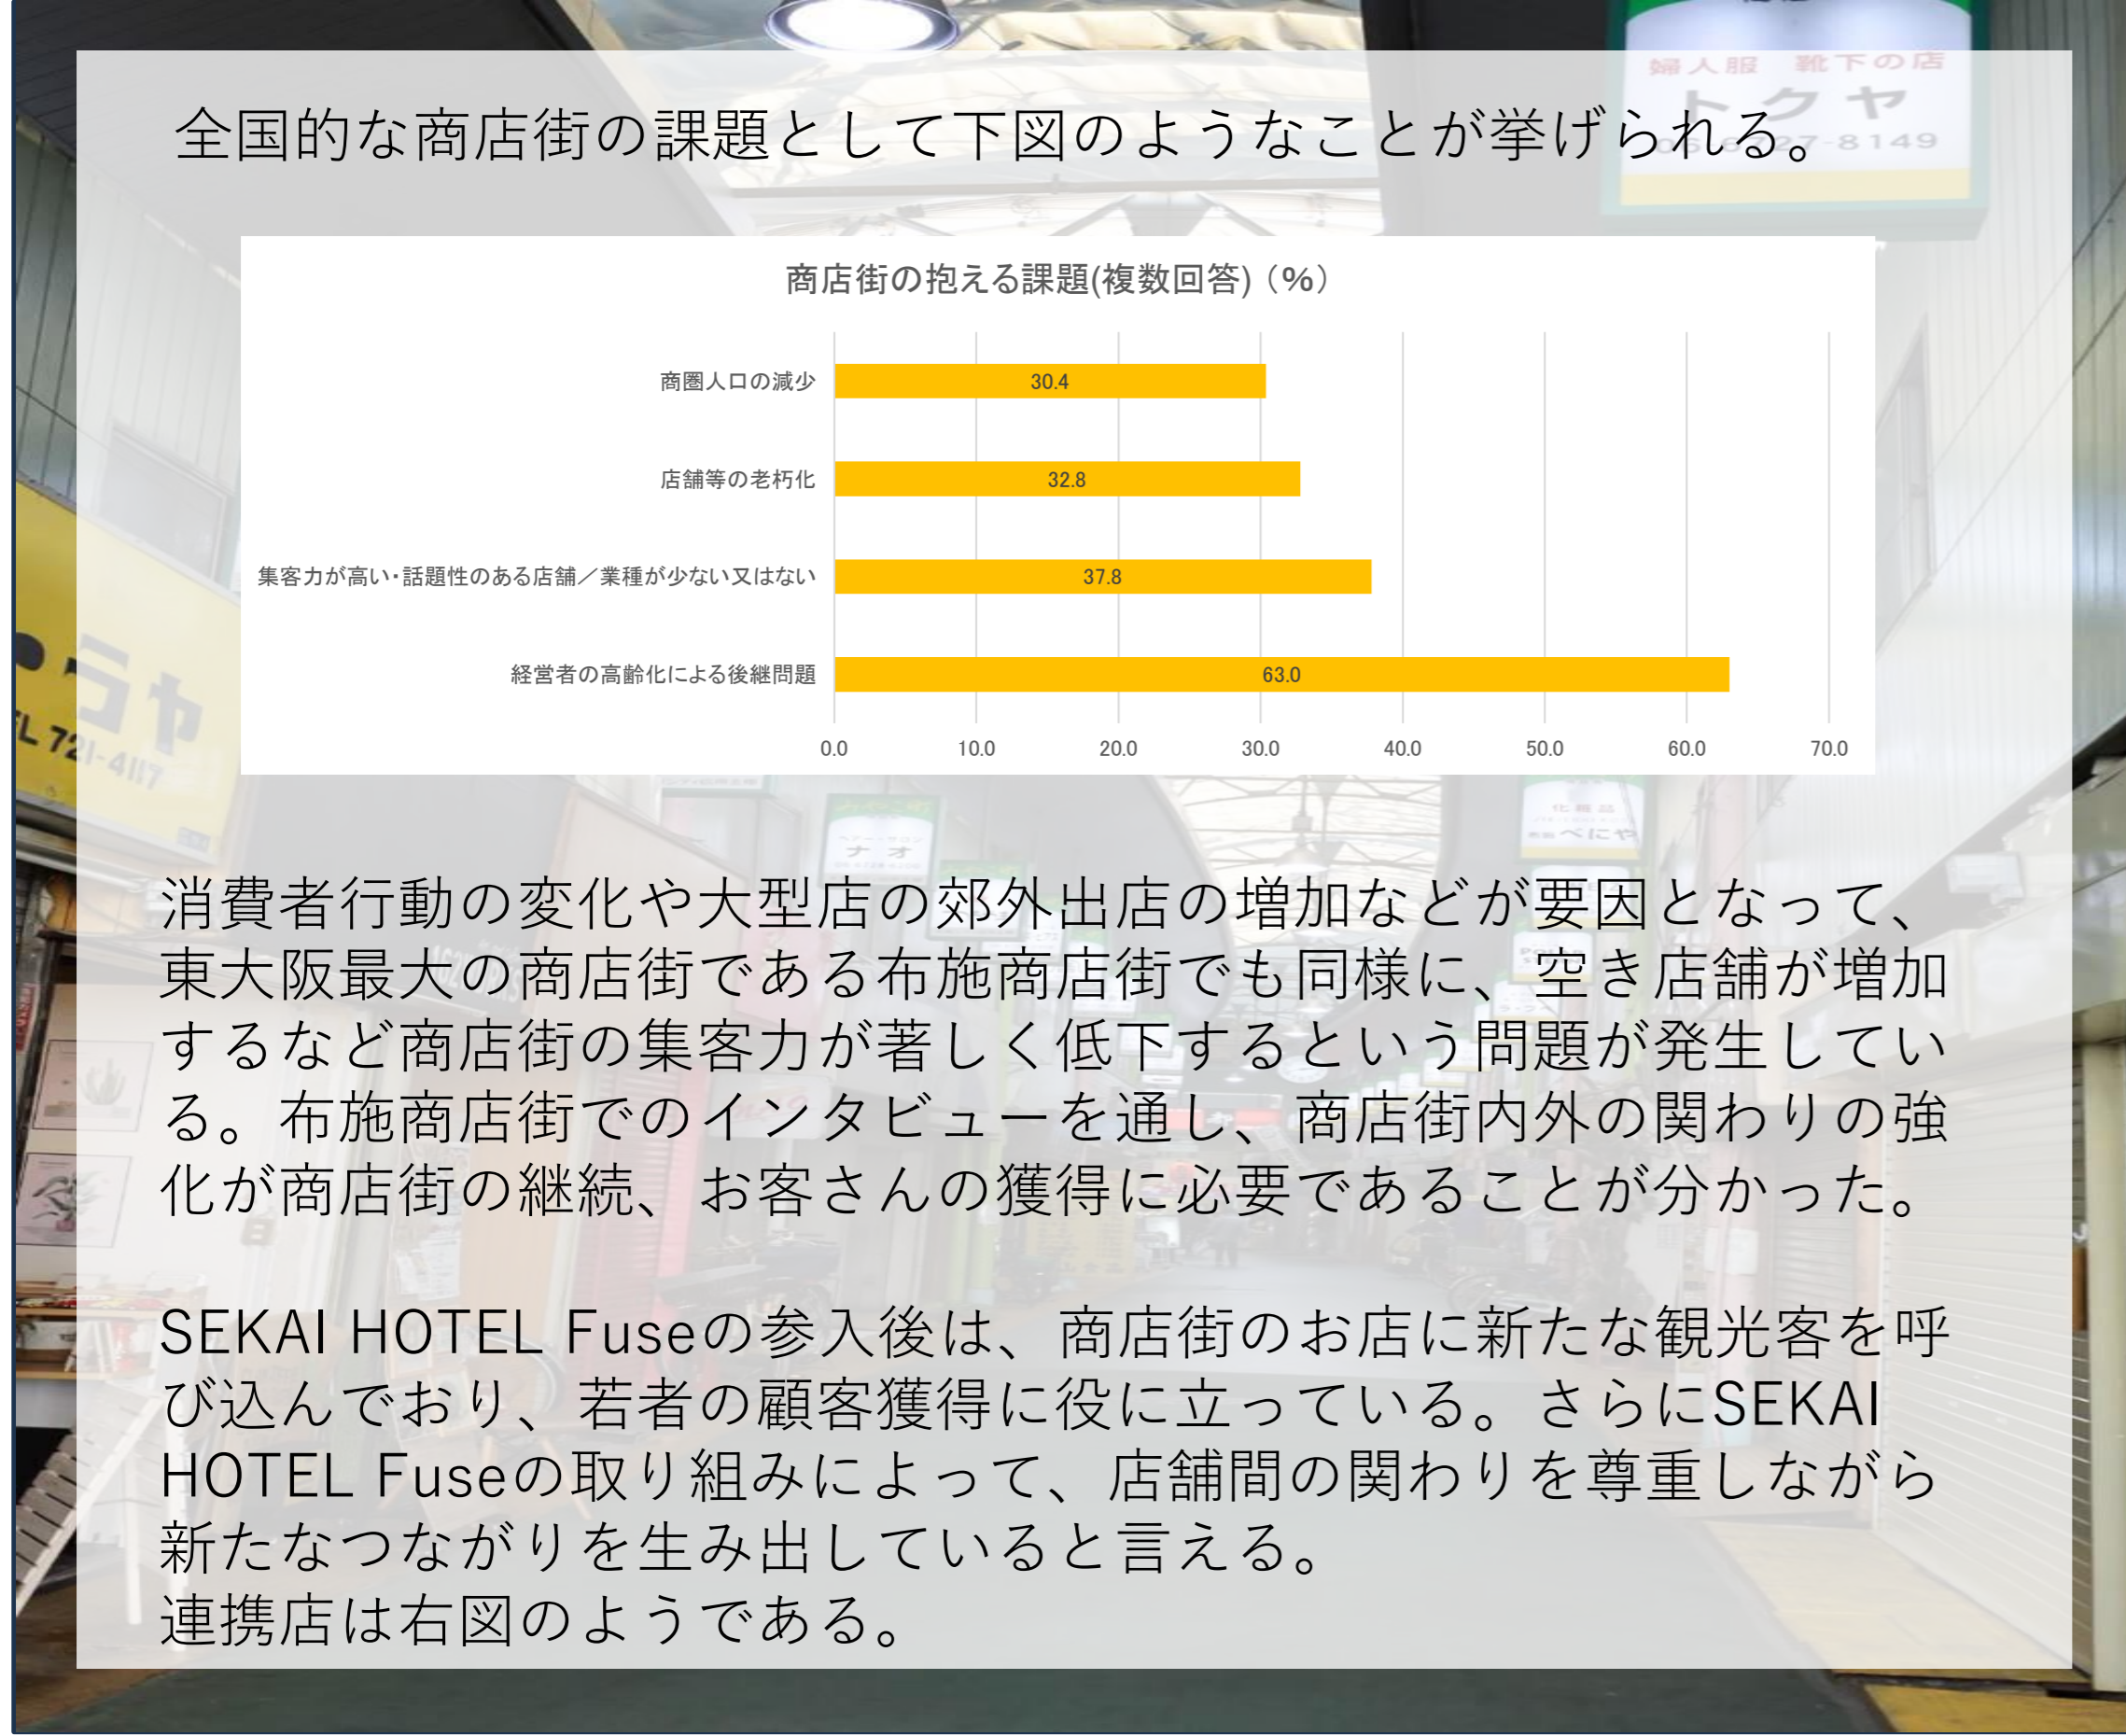 婦人服 靴下の店
トクヤ
全国的な商店街の課題として下図のようなことが挙げられる。
商店街の抱える課題(複数回答)（%）
商圏人口の減少
30.4
店舗等の老朽化
32.8
集客力が高い・話題性のある店舗／業種が少ない又はない
37.8
経営者の高齢化による後継問題
63.0
0.0 10.0 20.0 30.0 40.0 50.0 60.0 70.0
ラヤ
721-4117
ナオ
化粧品
べにや
消費者行動の変化や大型店の郊外出店の増加などが要因となって、
東大阪最大の商店街である布施商店街でも同様に、空き店舗が増加
するなど商店街の集客力が著しく低下するという問題が発生してい
る。布施商店街でのインタビューを通し、商店街内外の関わりの強
化が商店街の継続、お客さんの獲得に必要であることが分かった。
SEKAI HOTEL Fuseの参入後は、商店街のお店に新たな観光客を呼
び込んでおり、若者の顧客獲得に役に立っている。さらにSEKAI
HOTEL Fuseの取り組みによって、店舗間の関わりを尊重しながら
新たなつながりを生み出していると言える。
連携店は右図のようである。